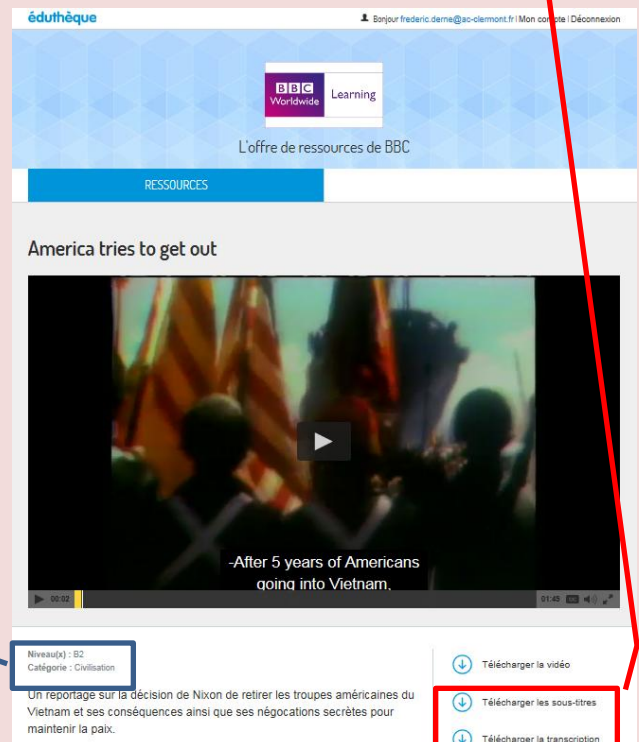 éduthèque
Bonjour frederic.derne@ac-clermont.fr | Mon compte | Déconnexion
BBC
Worldwide
Learning
L'offre de ressources de BBC
RESSOURCES
America tries to get out
-After 5 years of Americans
going into Vietnam,
00:02
01:45
Niveau(x) : B2
Catégorie : Civilisation
Un reportage sur la décision de Nixon de retirer les troupes américaines du
Vietnam et ses conséquences ainsi que ses négocations secrètes pour
maintenir la paix.
Télécharger la vidéo
Télécharger les sous-titres
Télécharger la transcription